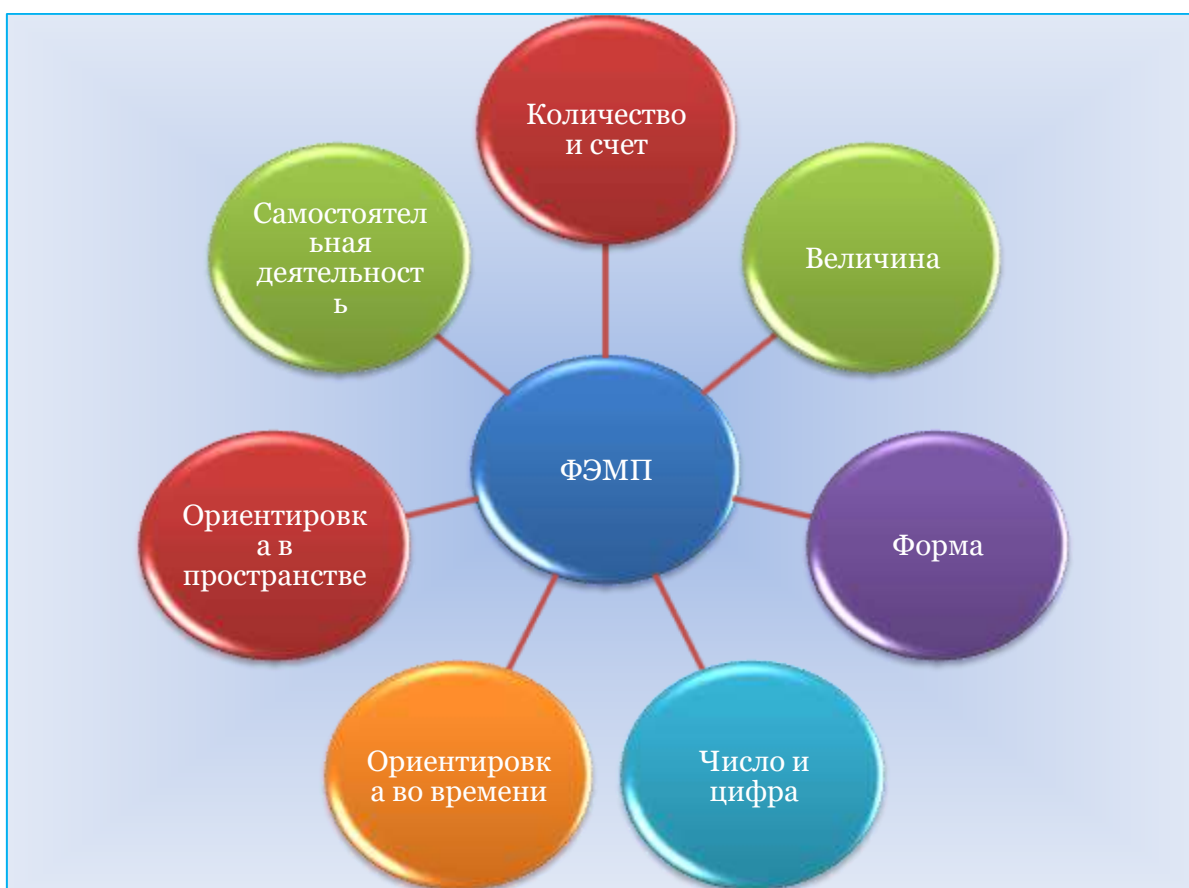 Количество
и счет
Самостоятел
ьная
деятельност
ь
Величина
ФЭМП
Ориентировк
а в
пространстве
Форма
Ориентировк
а во времени
Число и
цифра